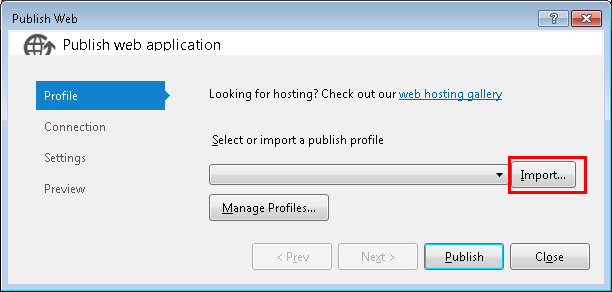 Publish Web
Publish web application
Profile
Looking for hosting? Check out our web hosting gallery
Connection
Select or import a publish profile
Settings
Import...
Preview
Manage Profiles...
< Prev
Next >
Publish
Close